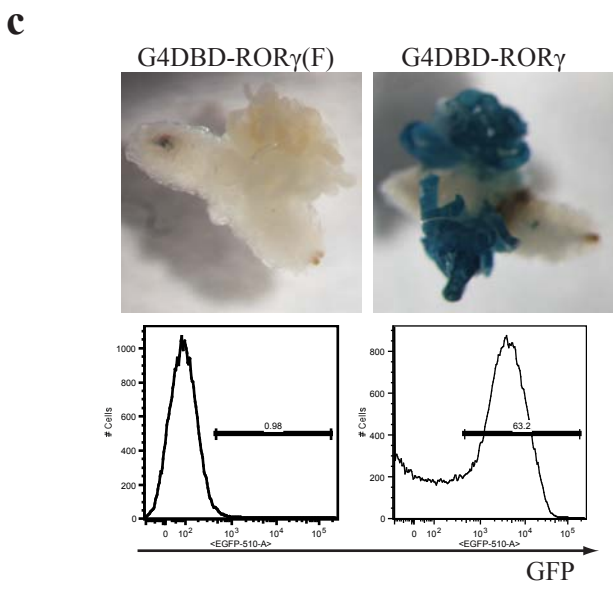 c
G4DBD-RORγ(F) G4DBD-RORγ
1000
800
600
400
200
0
# Cells
0.98
0 10² 10³ 10⁴ 10⁵
<EGFP-510-A>
800
600
400
200
0
# Cells
63.2
0 10² 10³ 10⁴ 10⁵
<EGFP-510-A>
GFP